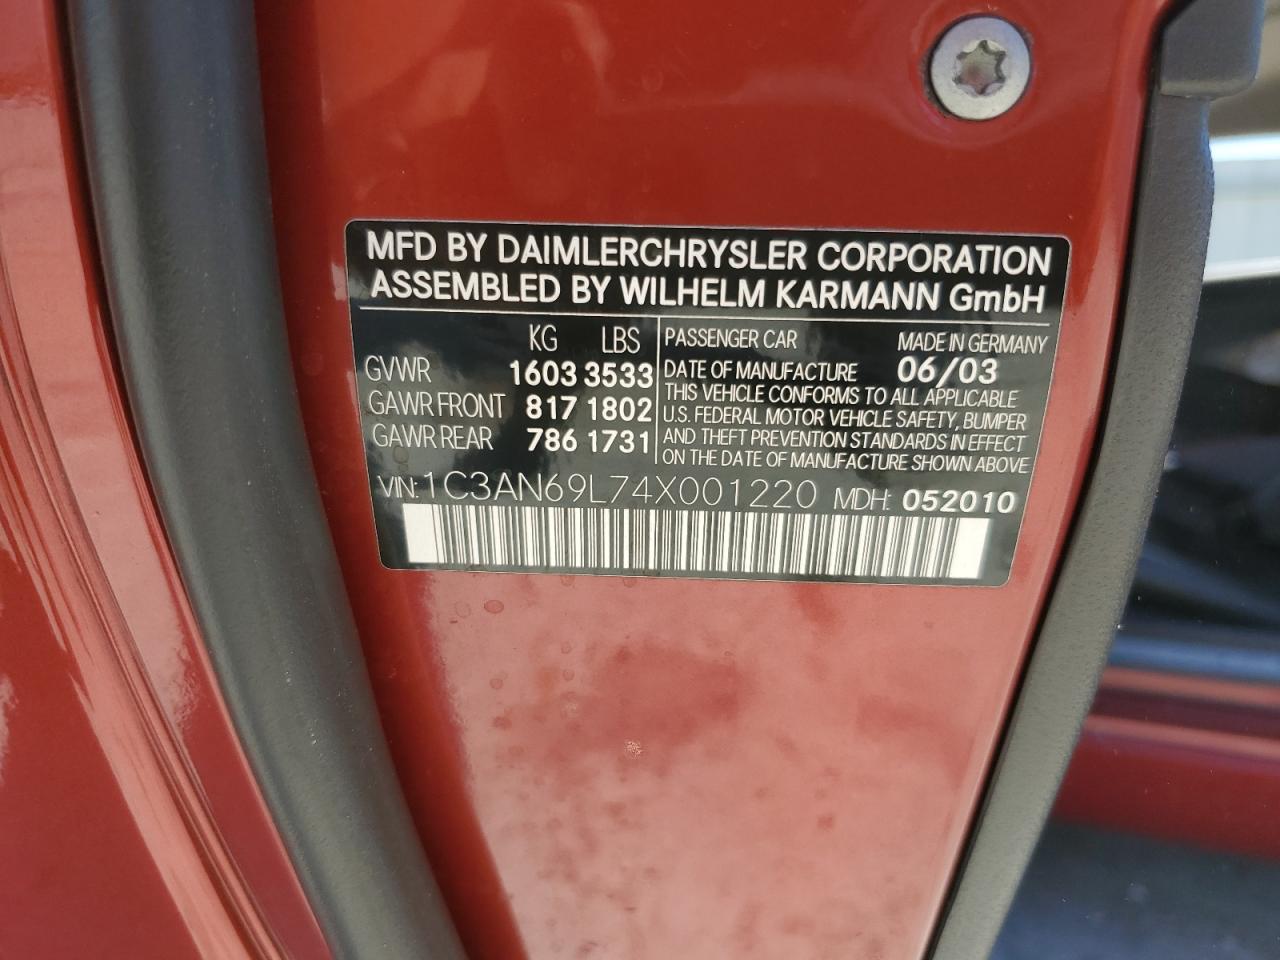 MFD BY DAIMLERCHRYSLER CORPORATION
ASSEMBLED BY WILHELM KARMANN GmbH
KG LBS
GVWR 1603 3533
GAWR FRONT 817 1802
GAWR REAR 786 1731
PASSENGER CAR MADE IN GERMANY
DATE OF MANUFACTURE 06/03
THIS VEHICLE CONFORMS TO ALL APPLICABLE
U.S. FEDERAL MOTOR VEHICLE SAFETY, BUMPER
AND THEFT PREVENTION STANDARDS IN EFFECT
ON THE DATE OF MANUFACTURE SHOWN ABOVE
VIN: 1C3AN69L74X001220 MDH: 052010